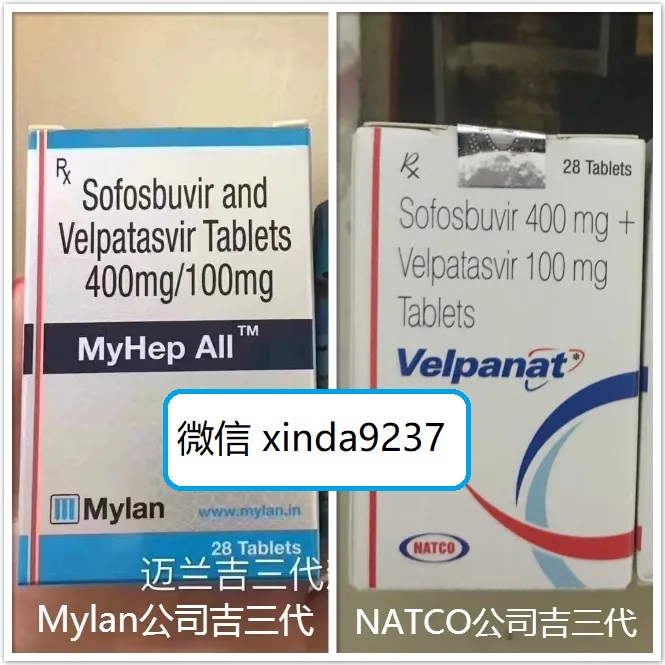 Rx
Sofosbuvir and
Velpatasvir Tablets
400mg/100mg
MyHep All™
Mylan
www.mylan.in
28 Tablets
迈兰吉三代
Mylan公司吉三代
Rx
28 Tablets
Sofosbuvir 400 mg +
Velpatasvir 100 mg
Tablets
Velpanat*
NATCO
NATCO公司吉三代
微信 xinda9237